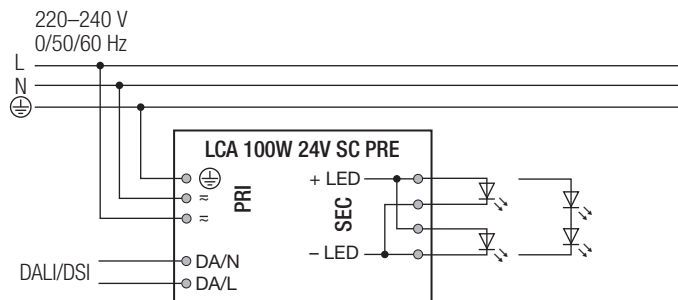 220–240 V
0/50/60 Hz
L
N
LCA 100W 24V SC PRE
PRI
≂
≂
+ LED
SEC
– LED
DALI/DSI
DA/N
DA/L